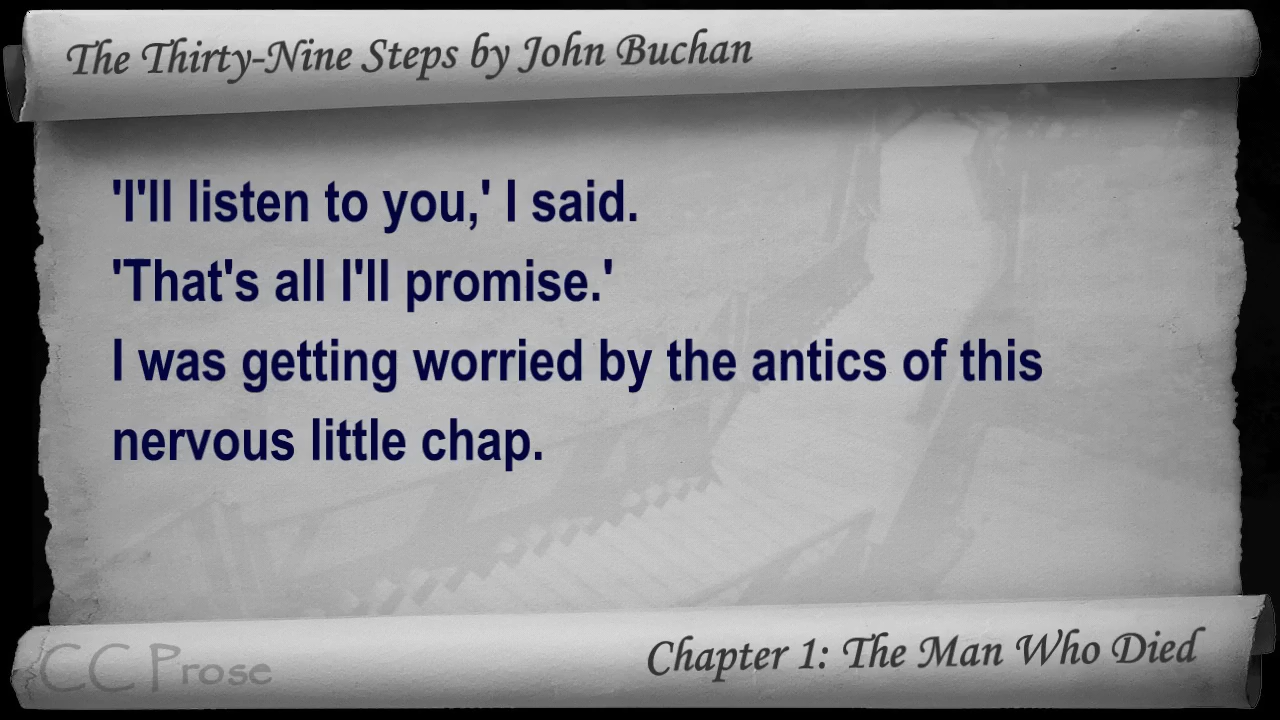 The Thirty-Nine Steps by John Buchan
'I'll listen to you,' I said.
'That's all I'll promise.'
I was getting worried by the antics of this
nervous little chap.
CC Prose
Chapter 1: The Man Who Died